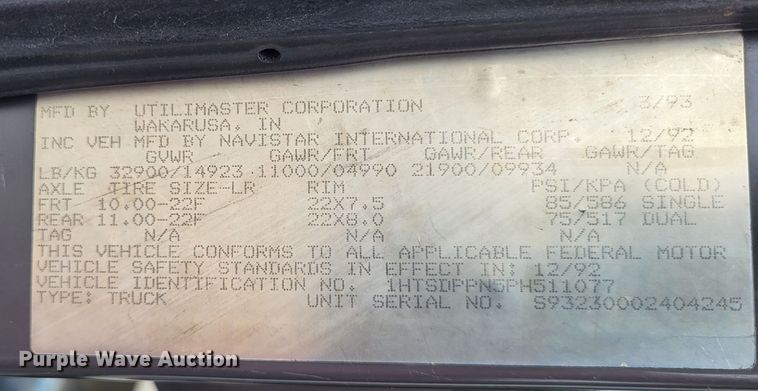 MFD BY UTILIMASTER CORPORATION 3/93
WAKARUSA, IN
INC VEH MFD BY NAVISTAR INTERNATIONAL CORP. 12/92
GVWR GAWR/FRT GAWR/REAR GAWR/TAG
LB/KG 32900/14923 11000/04990 21900/09934 N/A
AXLE TIRE SIZE-LR RIM PSI/KPA (COLD)
FRT 10.00-22F 22X7.5 85/586 SINGLE
REAR 11.00-22F 22X8.0 75/517 DUAL
TAG N/A N/A N/A
THIS VEHICLE CONFORMS TO ALL APPLICABLE FEDERAL MOTOR
VEHICLE SAFETY STANDARDS IN EFFECT IN: 12/92
VEHICLE IDENTIFICATION NO. 1HTSDPPN5PH511077
TYPE: TRUCK UNIT SERIAL NO. S93230002404245
Purple Wave Auction